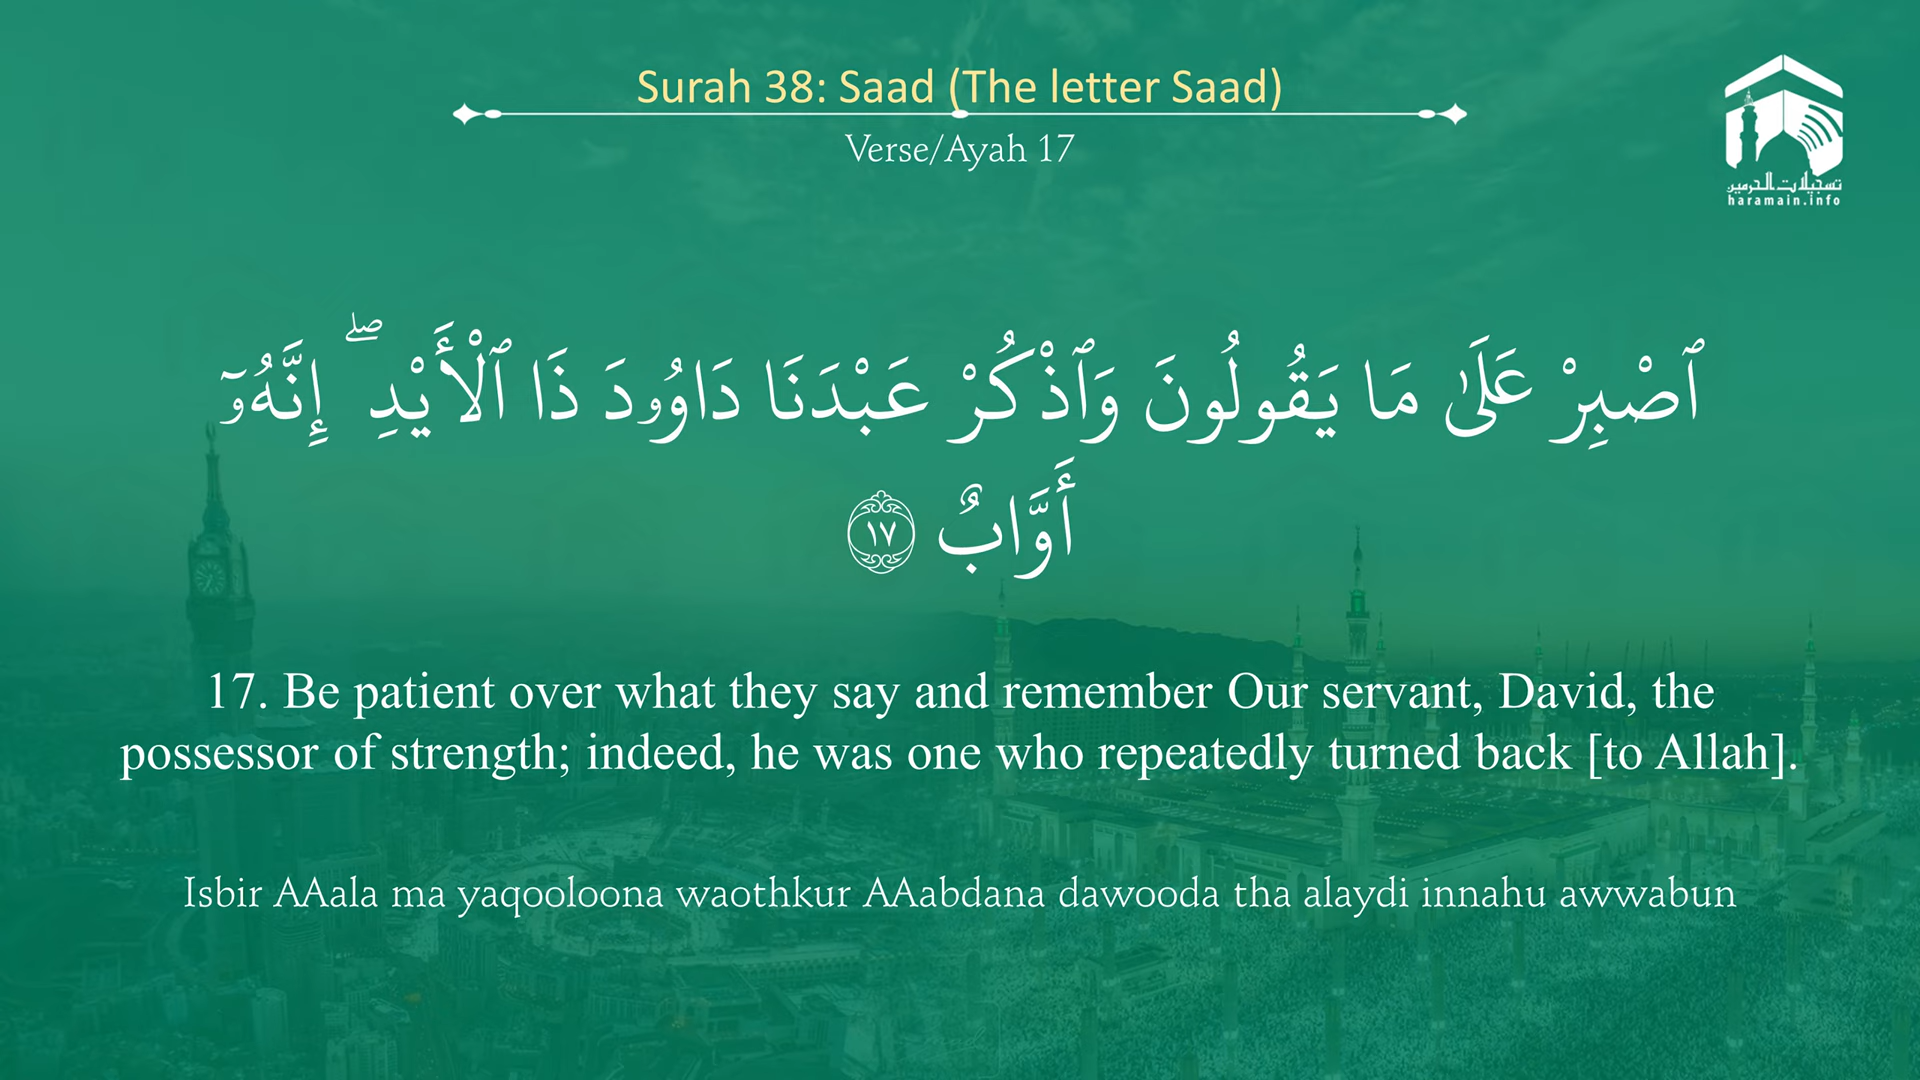 Surah 38: Saad (The letter Saad)
Verse/Ayah 17
تسجيلات الحرمين
haramain.info
ٱصْبِرْ عَلَىٰ مَا يَقُولُونَ وَٱذْكُرْ عَبْدَنَا دَاوُۥدَ ذَا ٱلْأَيْدِ ۖ إِنَّهُۥٓ
أَوَّابٌ ١٧
17. Be patient over what they say and remember Our servant, David, the
possessor of strength; indeed, he was one who repeatedly turned back [to Allah].
Isbir AAala ma yaqooloona waothkur AAabdana dawooda tha alaydi innahu awwabun